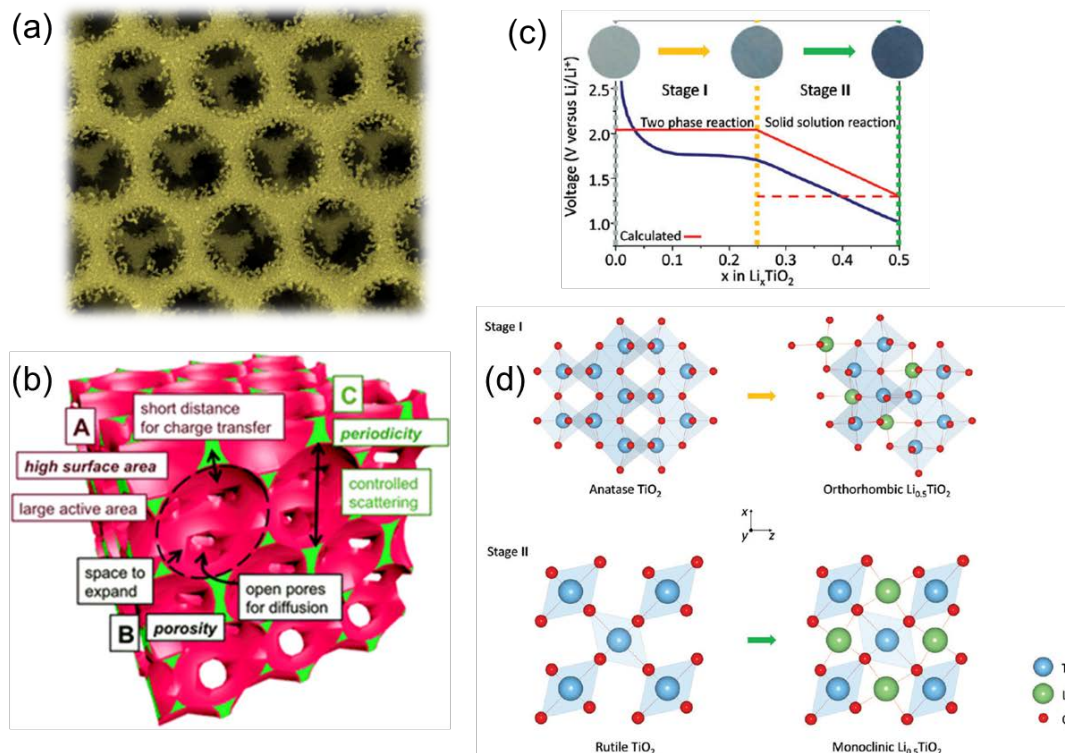 (a)
(b)
A
high surface area
large active area
short distance
for charge transfer
C
periodicity
controlled
scattering
space to
expand
open pores
for diffusion
B
porosity
(c)
Stage I
Stage II
Two phase reaction
Solid solution reaction
Voltage (V versus Li/Li⁺)
2.5
2.0
1.5
1.0
Calculated
0.0
0.1
0.2
0.3
0.4
0.5
x in LiₓTiO₂
(d)
Stage I
Anatase TiO₂
Orthorhombic Li₀.₅TiO₂
x
y
z
Stage II
Rutile TiO₂
Monoclinic Li₀.₅TiO₂
T
L